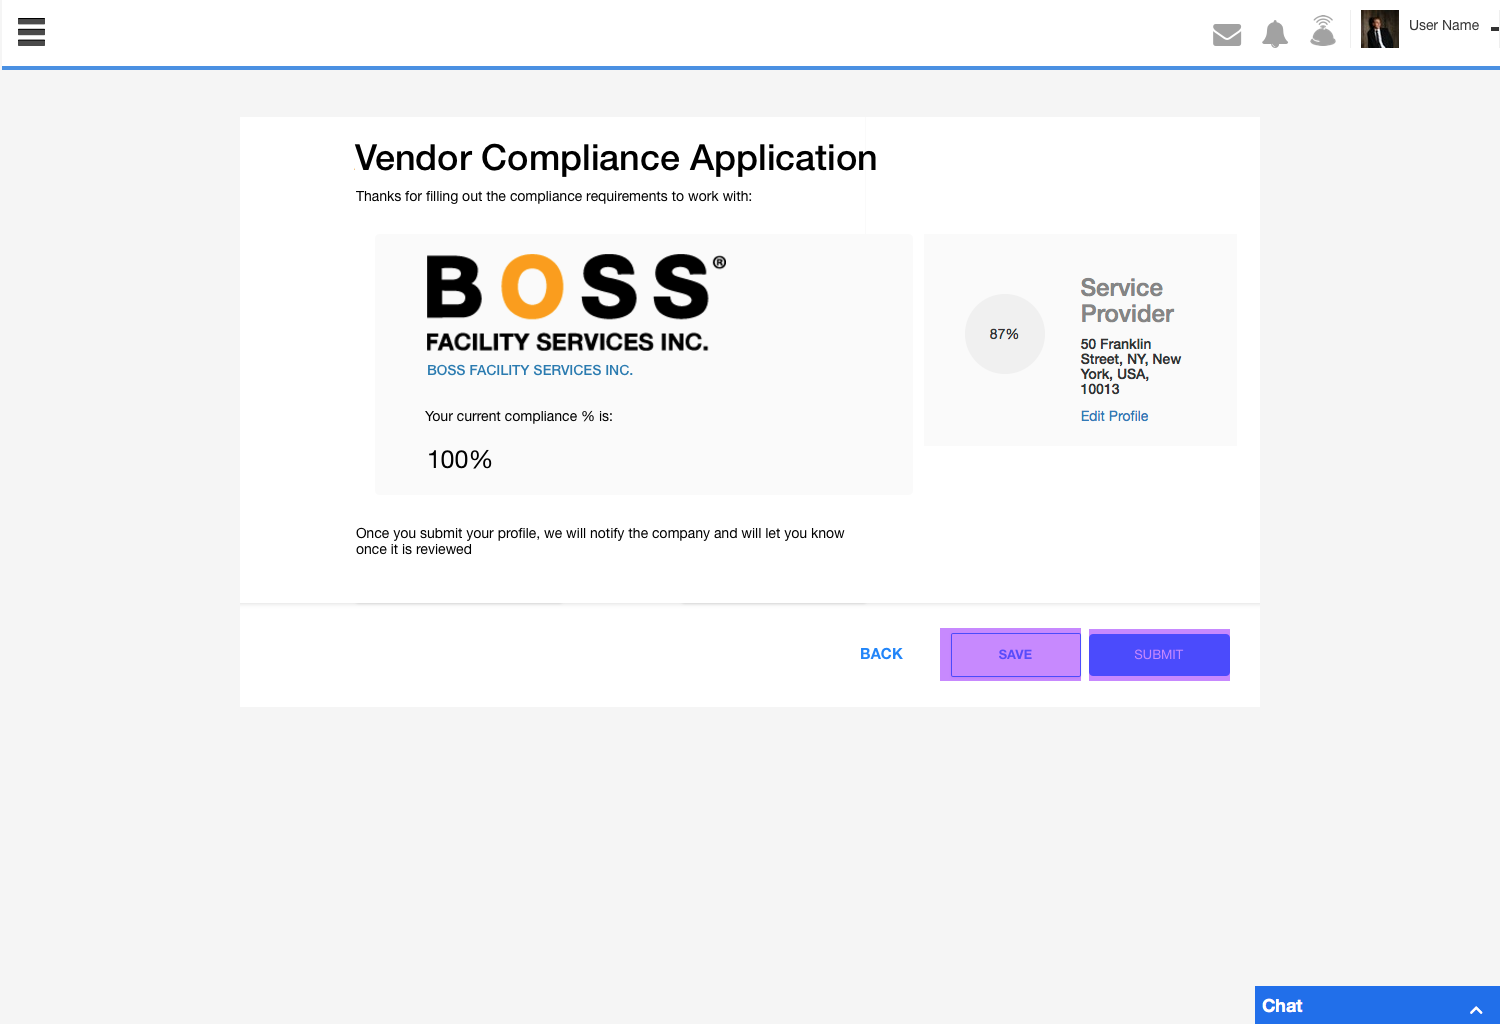 User Name
Vendor Compliance Application
Thanks for filling out the compliance requirements to work with:
BOSS®
FACILITY SERVICES INC.
BOSS FACILITY SERVICES INC.
Your current compliance % is:
100%
87%
Service
Provider
50 Franklin
Street, NY, New
York, USA,
10013
Edit Profile
Once you submit your profile, we will notify the company and will let you know
once it is reviewed
BACK
SAVE
SUBMIT
Chat